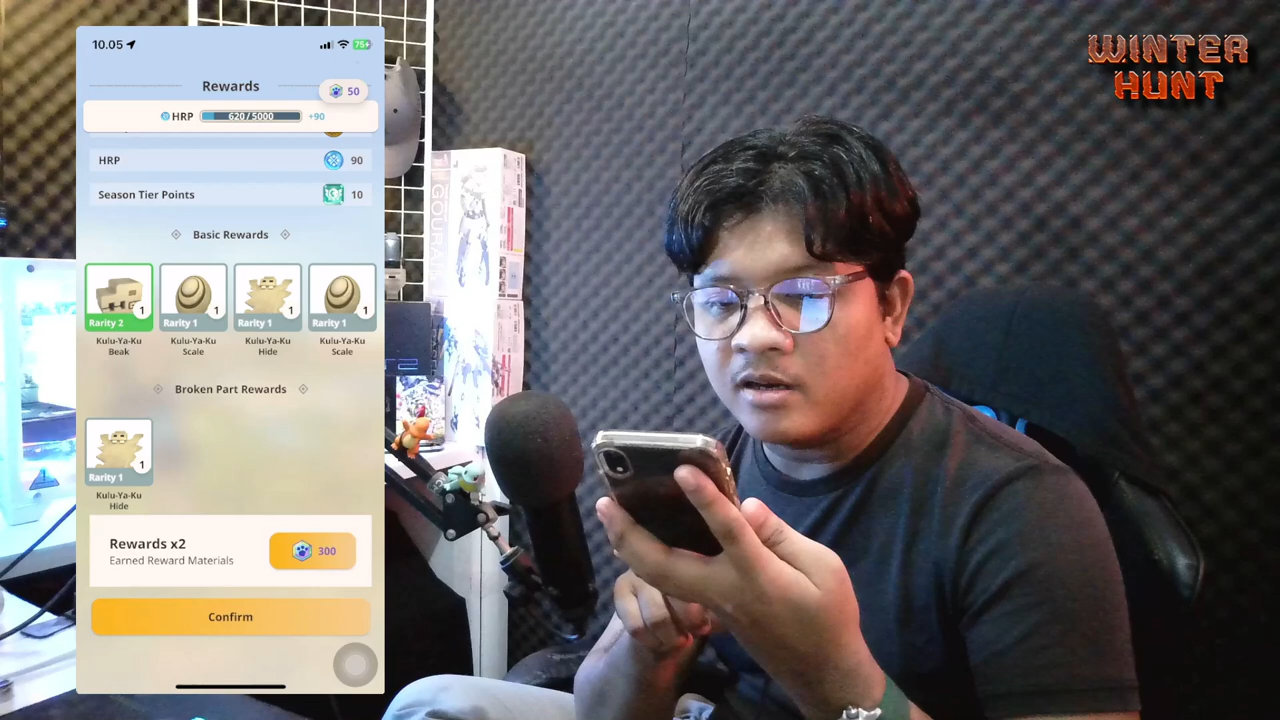 10.05
75
Rewards
50
HRP
620/5000
+90
HRP
90
Season Tier Points
10
Basic Rewards
1
Rarity 2
1
Rarity 1
1
Rarity 1
1
Rarity 1
Kulu-Ya-Ku
Beak
Kulu-Ya-Ku
Scale
Kulu-Ya-Ku
Hide
Kulu-Ya-Ku
Scale
Broken Part Rewards
1
Rarity 1
Kulu-Ya-Ku
Hide
Rewards x2
Earned Reward Materials
300
Confirm
WINTER
HUNT